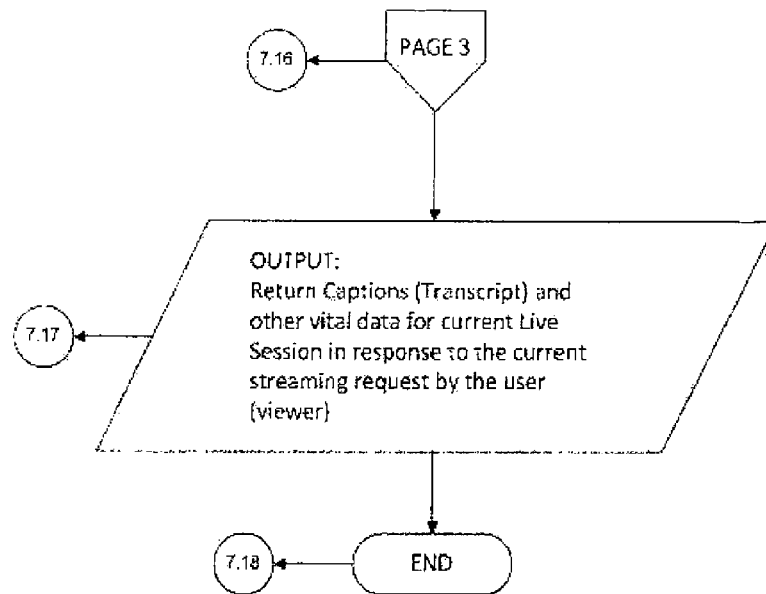 PAGE 3
7.16
OUTPUT:
Return Captions (Transcript) and
other vital data for current Live
Session in response to the current
streaming request by the user
(viewer)
7.17
END
7.18